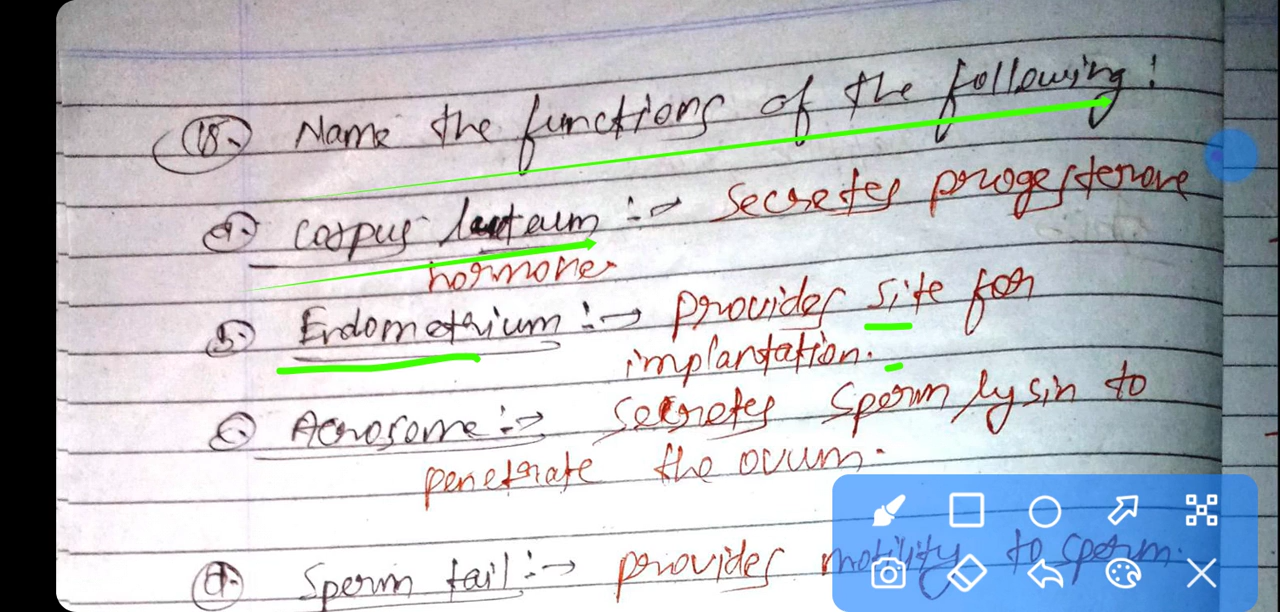 18. Name the functions of the following:
a. Corpus luteum :→ Secretes progesterone
hormone.
b. Endometrium :→ Provides site for
implantation.
c. Acrosome :→ Secretes Sperm lysin to
penetrate the ovum.
d. Sperm tail :→ provides motility to sperm.